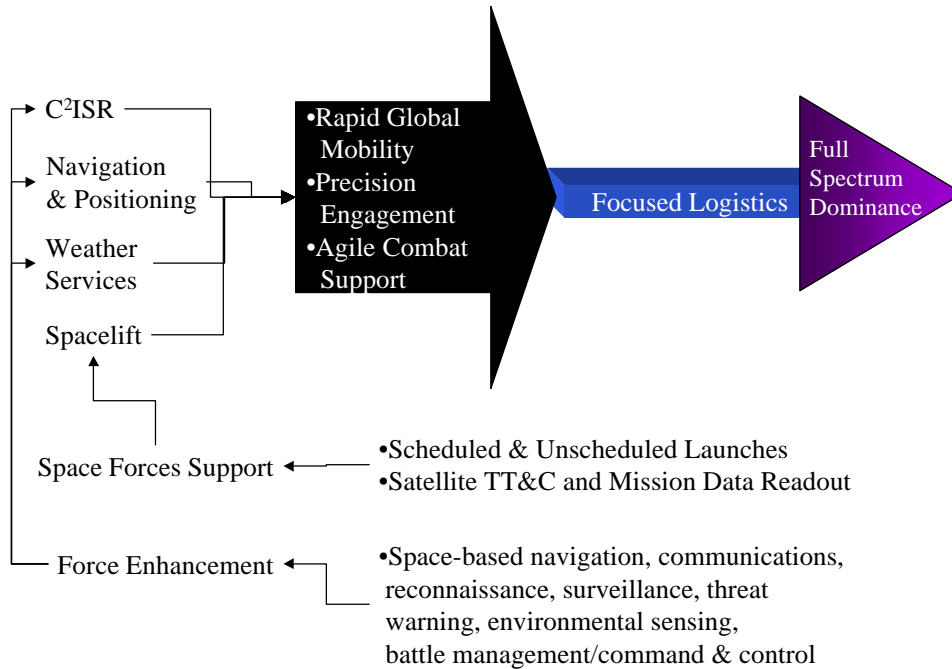 C²ISR
Navigation
& Positioning
Weather
Services
Spacelift
•Rapid Global
Mobility
•Precision
Engagement
•Agile Combat
Support
Focused Logistics
Full
Spectrum
Dominance
Space Forces Support
•Scheduled & Unscheduled Launches
•Satellite TT&C and Mission Data Readout
Force Enhancement
•Space-based navigation, communications,
reconnaissance, surveillance, threat
warning, environmental sensing,
battle management/command & control